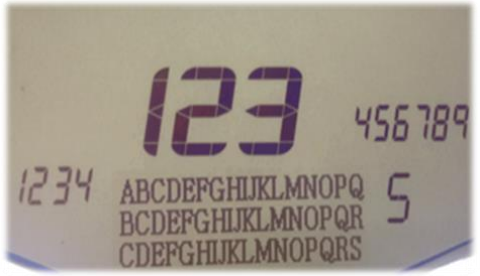 123
456789
1234
ABCDEFGHIJKLMNOPQ
5
BCDEFGHIJKLMNOPQR
CDEFGHIJKLMNOPQRS